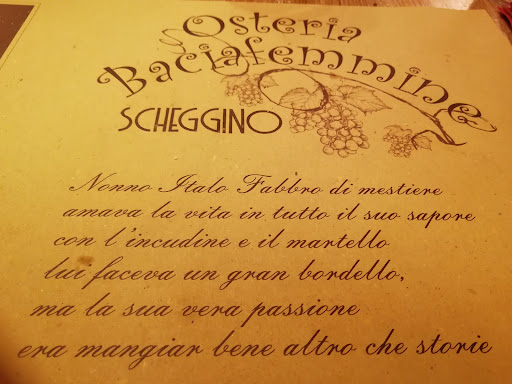 Osteria
Baciafemmine
SCHEGGINO
Nonno Italo Fabbro di mestiere
amava la vita in tutto il suo sapore
con l'incudine e il martello
lui faceva un gran bordello,
ma la sua vera passione
era mangiar bene altro che storie